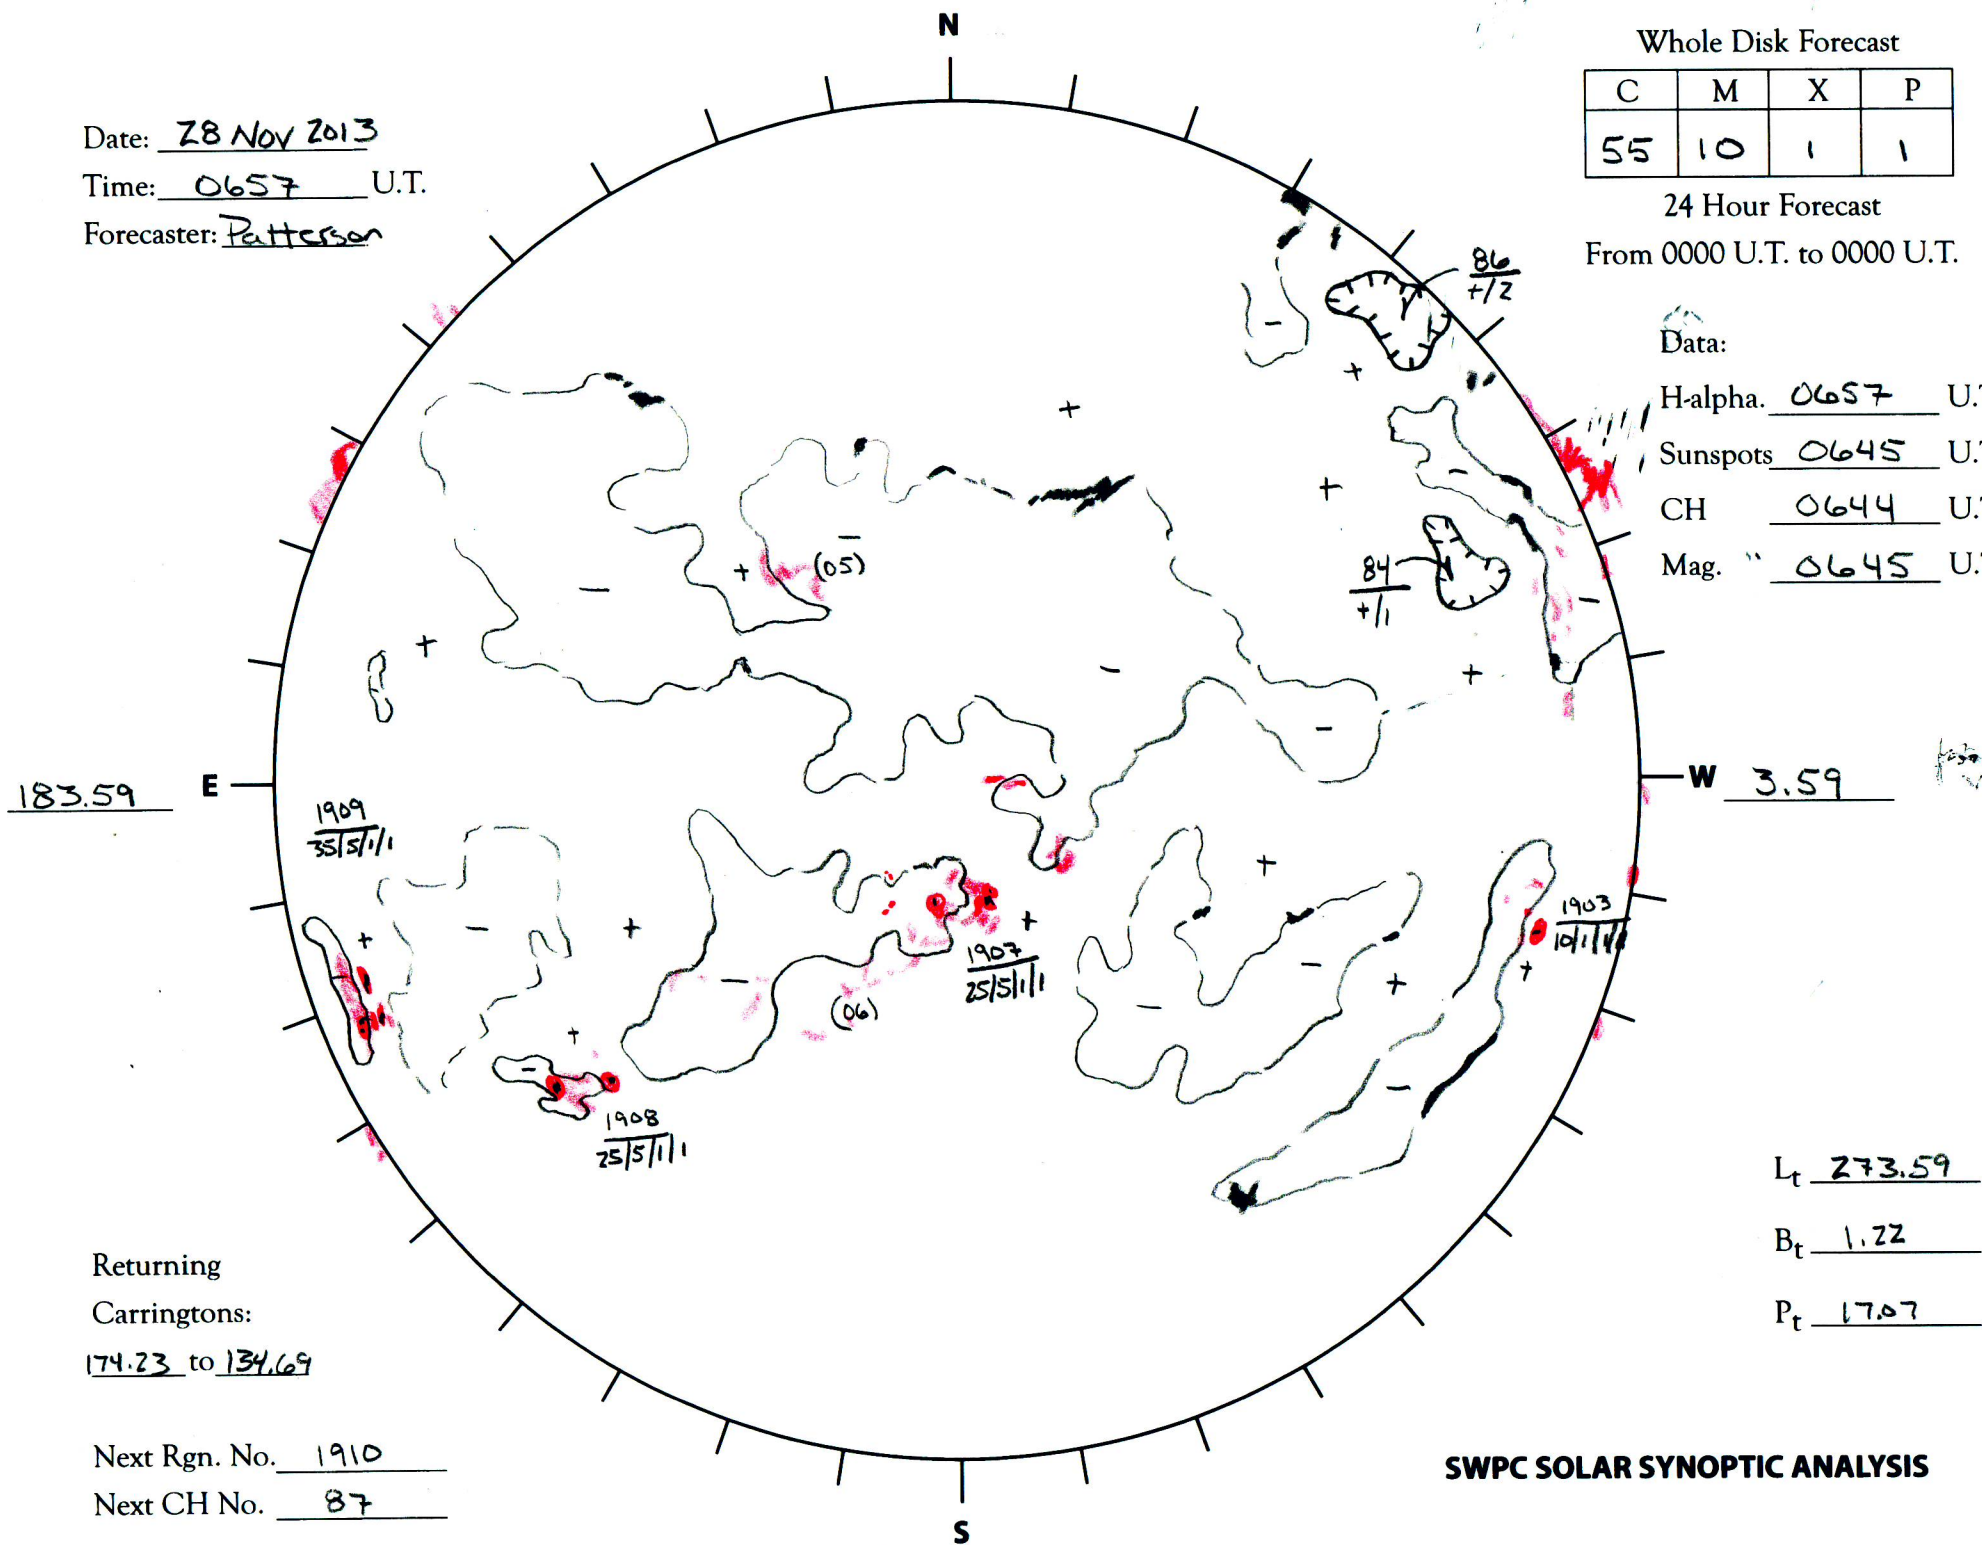 N
Whole Disk Forecast
C M X P
55 10 1 1
24 Hour Forecast
From 0000 U.T. to 0000 U.T.
Date: 28 Nov 2013
Time: 0657 U.T.
Forecaster: Patterson
86
+/2
Data:
H-alpha. 0657 U.T
Sunspots 0645 U.T
CH 0644 U.T
Mag. " 0645 U.T
84
+/1
(05)
183.59 E
W 3.59
1909
35/5/1/1
1903
10/1/1/1
1907
25/5/1/1
(06)
1908
25/5/1/1
Lt 273.59
Bt 1.22
Pt 17.07
Returning
Carringtons:
174.23 to 134.69
Next Rgn. No. 1910
Next CH No. 87
SWPC SOLAR SYNOPTIC ANALYSIS
S